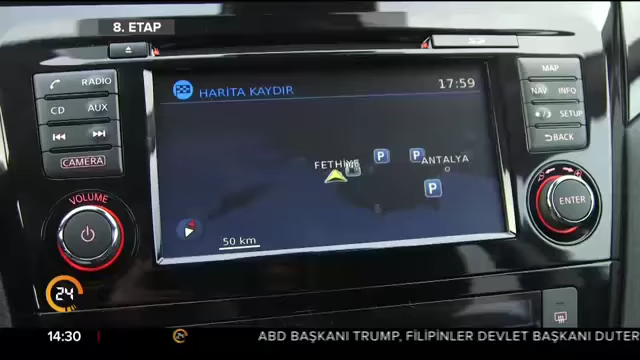 8. ETAP
RADIO
CD AUX
CAMERA
VOLUME
HARİTA KAYDIR
17:59
FETHİYE
P P
ANTALYA
P
50 km
MAP
NAV INFO
SETUP
BACK
ENTER
24
14:30
24
ABD BAŞKANI TRUMP, FİLİPİNLER DEVLET BAŞKANI DUTER